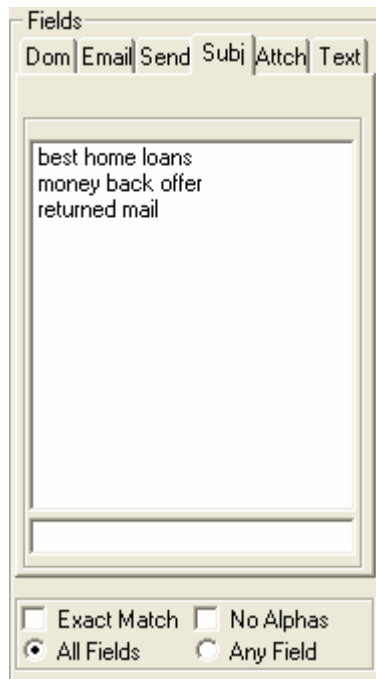 Fields
Dom Email Send Subj Attch Text
best home loans
money back offer
returned mail
Exact Match No Alphas
All Fields Any Field